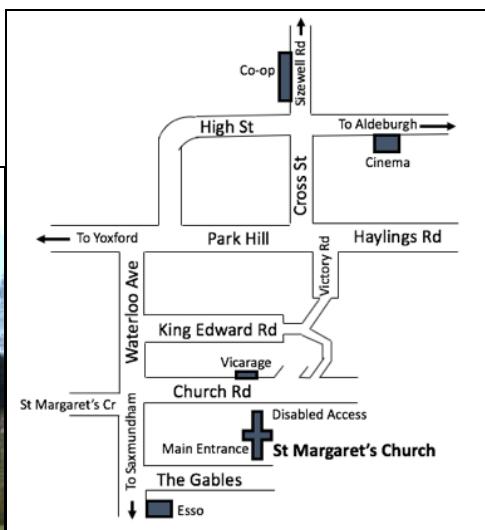 Sizewell Rd
Co-op
High St
To Aldeburgh
Cinema
Cross St
To Yoxford
Park Hill
Haylings Rd
Victory Rd
Waterloo Ave
King Edward Rd
Vicarage
Church Rd
St Margaret's Cr
Disabled Access
Main Entrance
St Margaret's Church
To Saxmundham
The Gables
Esso